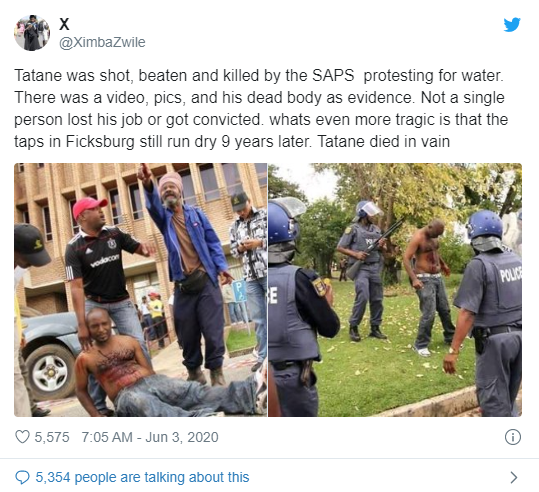 X
@XimbaZwile
Tatane was shot, beaten and killed by the SAPS  protesting for water.
There was a video, pics, and his dead body as evidence. Not a single
person lost his job or got convicted. whats even more tragic is that the
taps in Ficksburg still run dry 9 years later. Tatane died in vain
vodacom
P
E
POLICE
5,575 7:05 AM - Jun 3, 2020
5,354 people are talking about this